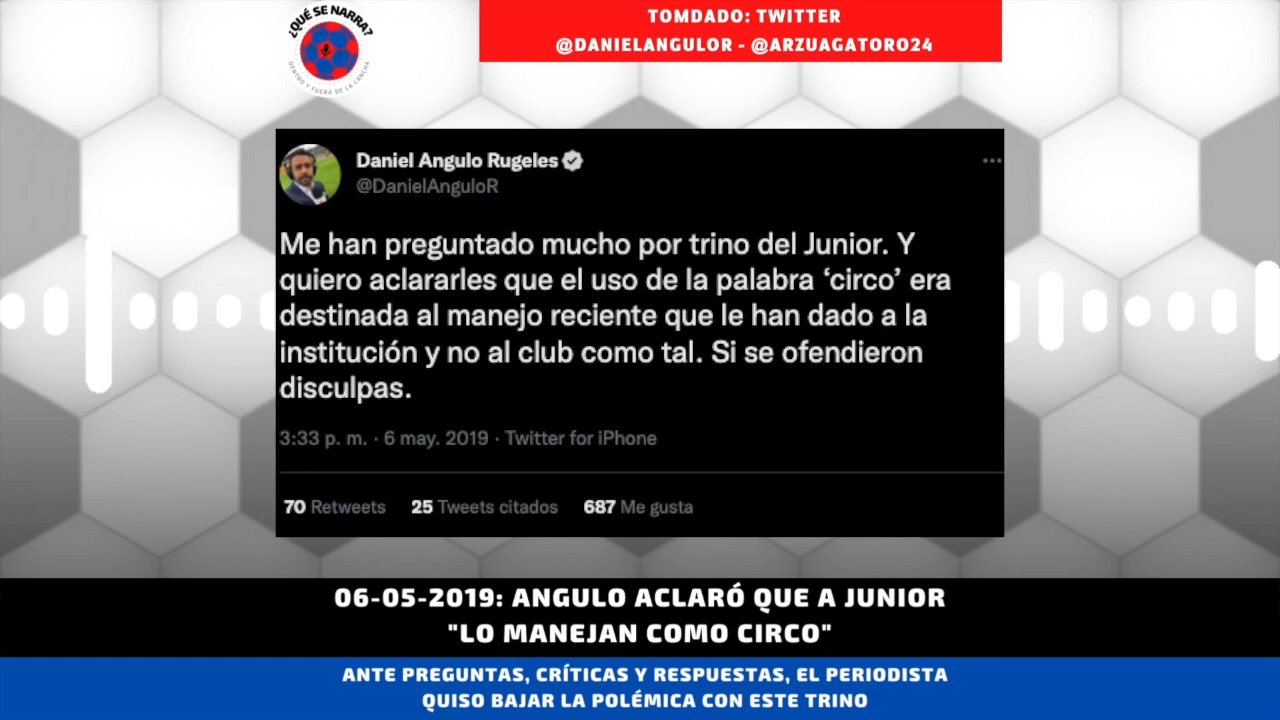 ¿QUÉ SE NARRA?
DENTRO Y FUERA DE LA CANCHA
TOMDADO: TWITTER
@DANIELANGULOR - @ARZUAGATORO24
Daniel Angulo Rugeles
@DanielAnguloR
Me han preguntado mucho por trino del Junior. Y
quiero aclararles que el uso de la palabra ‘circo’ era
destinada al manejo reciente que le han dado a la
institución y no al club como tal. Si se ofendieron
disculpas.
3:33 p. m. · 6 may. 2019 · Twitter for iPhone
70 Retweets 25 Tweets citados 687 Me gusta
06-05-2019: ANGULO ACLARÓ QUE A JUNIOR
"LO MANEJAN COMO CIRCO"
ANTE PREGUNTAS, CRÍTICAS Y RESPUESTAS, EL PERIODISTA
QUISO BAJAR LA POLÉMICA CON ESTE TRINO